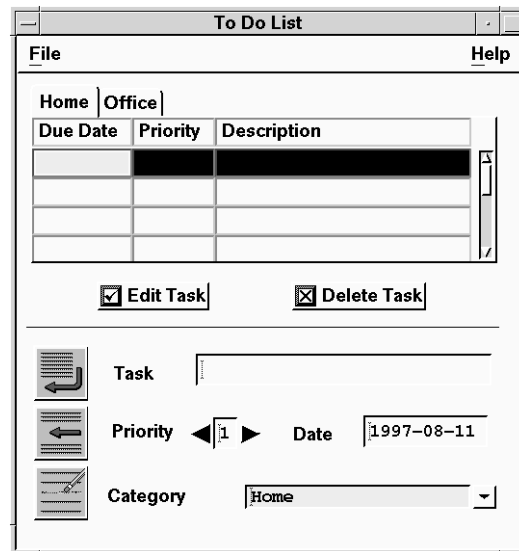 To Do List
File Help
Home Office
Due Date Priority Description
Edit Task Delete Task
Task
Priority 1 Date 1997-08-11
Category Home